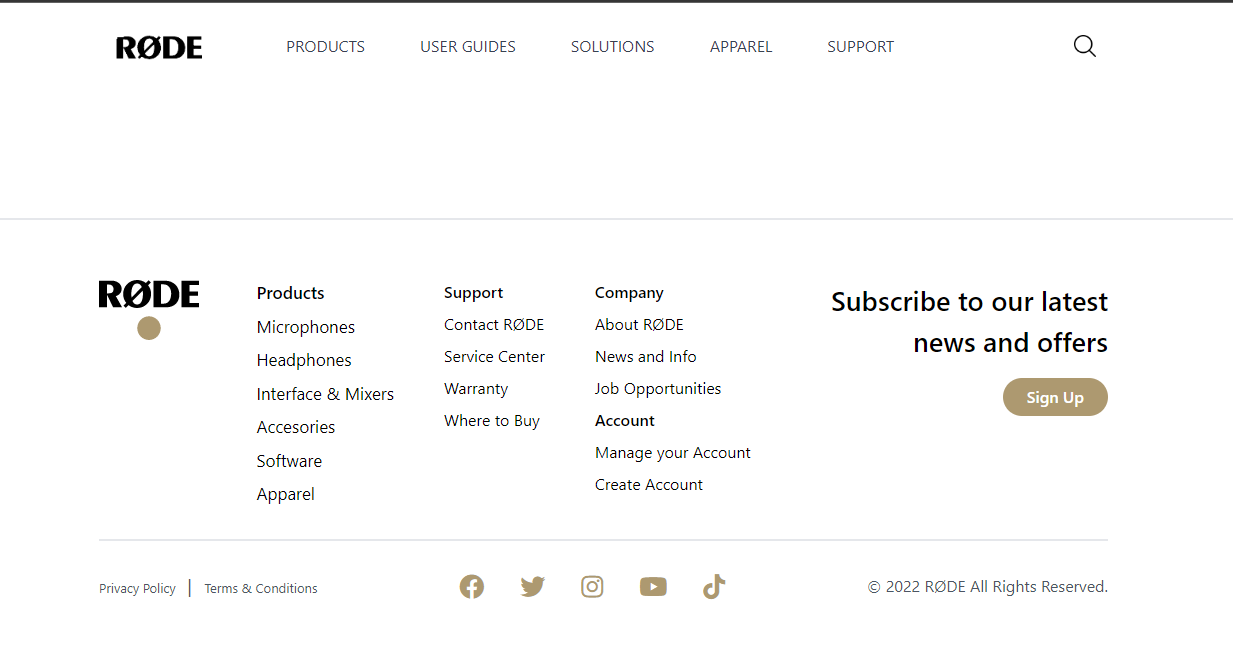 RØDE PRODUCTS USER GUIDES SOLUTIONS APPAREL SUPPORT
RØDE
Products
Microphones
Headphones
Interface & Mixers
Accesories
Software
Apparel
Support
Contact RØDE
Service Center
Warranty
Where to Buy
Company
About RØDE
News and Info
Job Opportunities
Account
Manage your Account
Create Account
Subscribe to our latest
news and offers
Sign Up
Privacy Policy | Terms & Conditions
© 2022 RØDE All Rights Reserved.